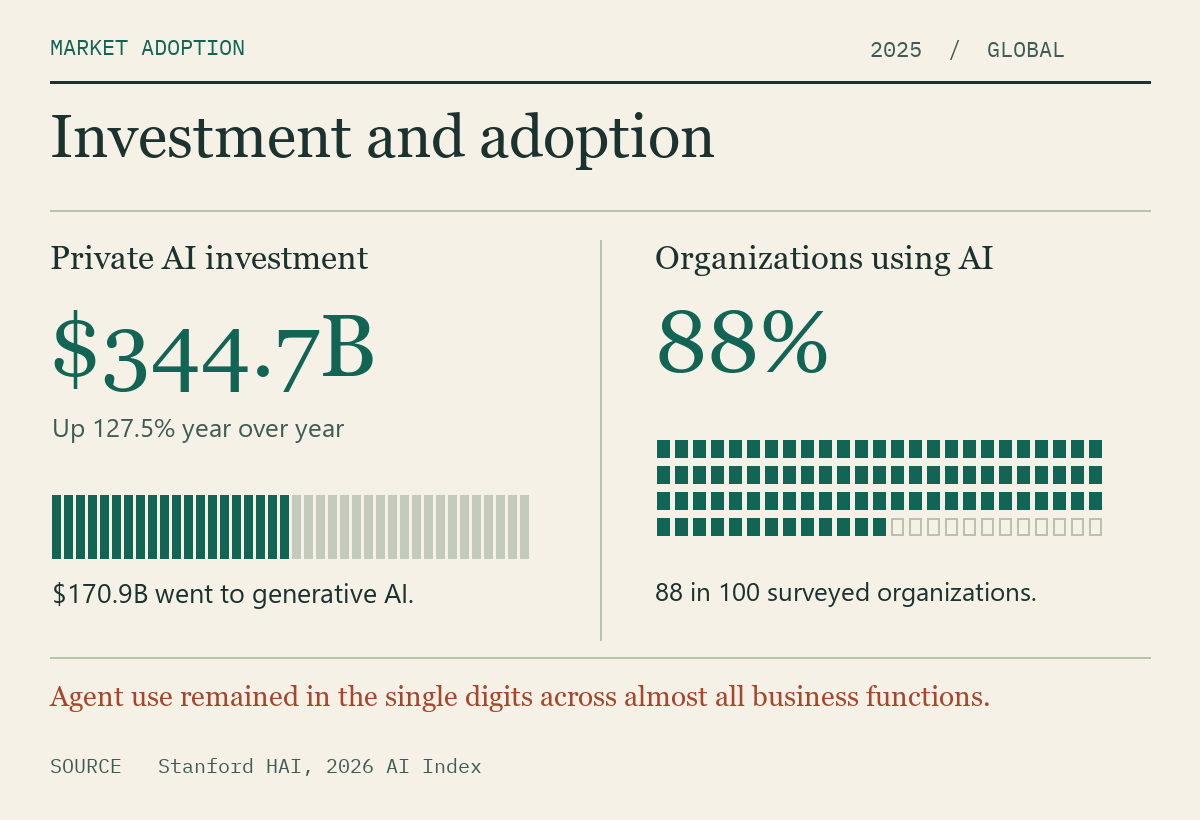 MARKET ADOPTION
2025 / GLOBAL
Investment and adoption
Private AI investment
$344.7B
Up 127.5% year over year
$170.9B went to generative AI.
Organizations using AI
88%
88 in 100 surveyed organizations.
Agent use remained in the single digits across almost all business functions.
SOURCE Stanford HAI, 2026 AI Index